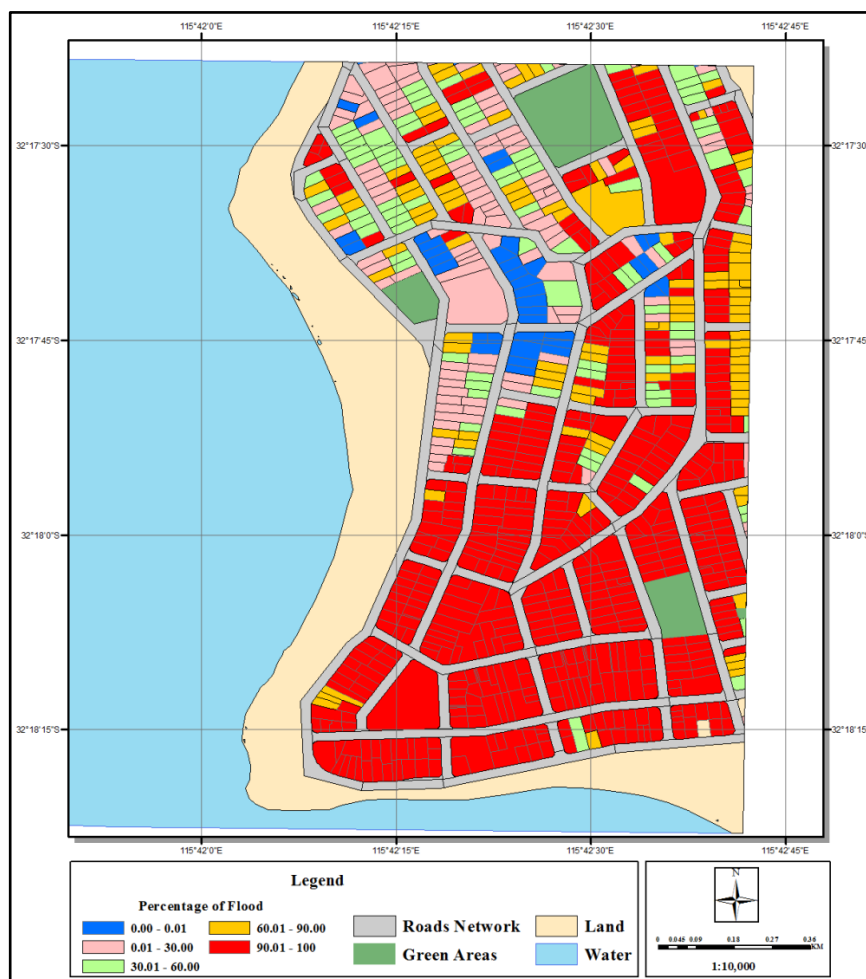 115°42'0"E 115°42'15"E 115°42'30"E 115°42'45"E
32°17'30"S 32°17'30"S
32°17'45"S 32°17'45"S
32°18'0"S 32°18'0"S
32°18'15"S 32°18'15"S
115°42'0"E 115°42'15"E 115°42'30"E 115°42'45"E
Legend
Percentage of Flood
0.00 - 0.01
0.01 - 30.00
30.01 - 60.00
60.01 - 90.00
90.01 - 100
Roads Network
Green Areas
Land
Water
N
0 0.045 0.09 0.18 0.27 0.36
KM
1:10,000